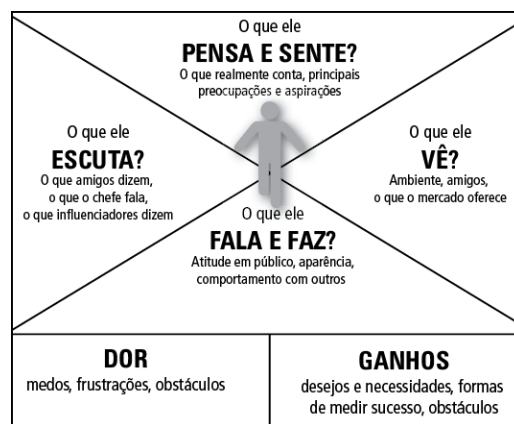 O que ele
PENSA E SENTE?
O que realmente conta, principais
preocupações e aspirações
O que ele
ESCUTA?
O que amigos dizem,
o que o chefe fala,
o que influenciadores dizem
O que ele
VÊ?
Ambiente, amigos,
o que o mercado oferece
O que ele
FALA E FAZ?
Atitude em público, aparência,
comportamento com outros
DOR
medos, frustrações, obstáculos
GANHOS
desejos e necessidades, formas
de medir sucesso, obstáculos